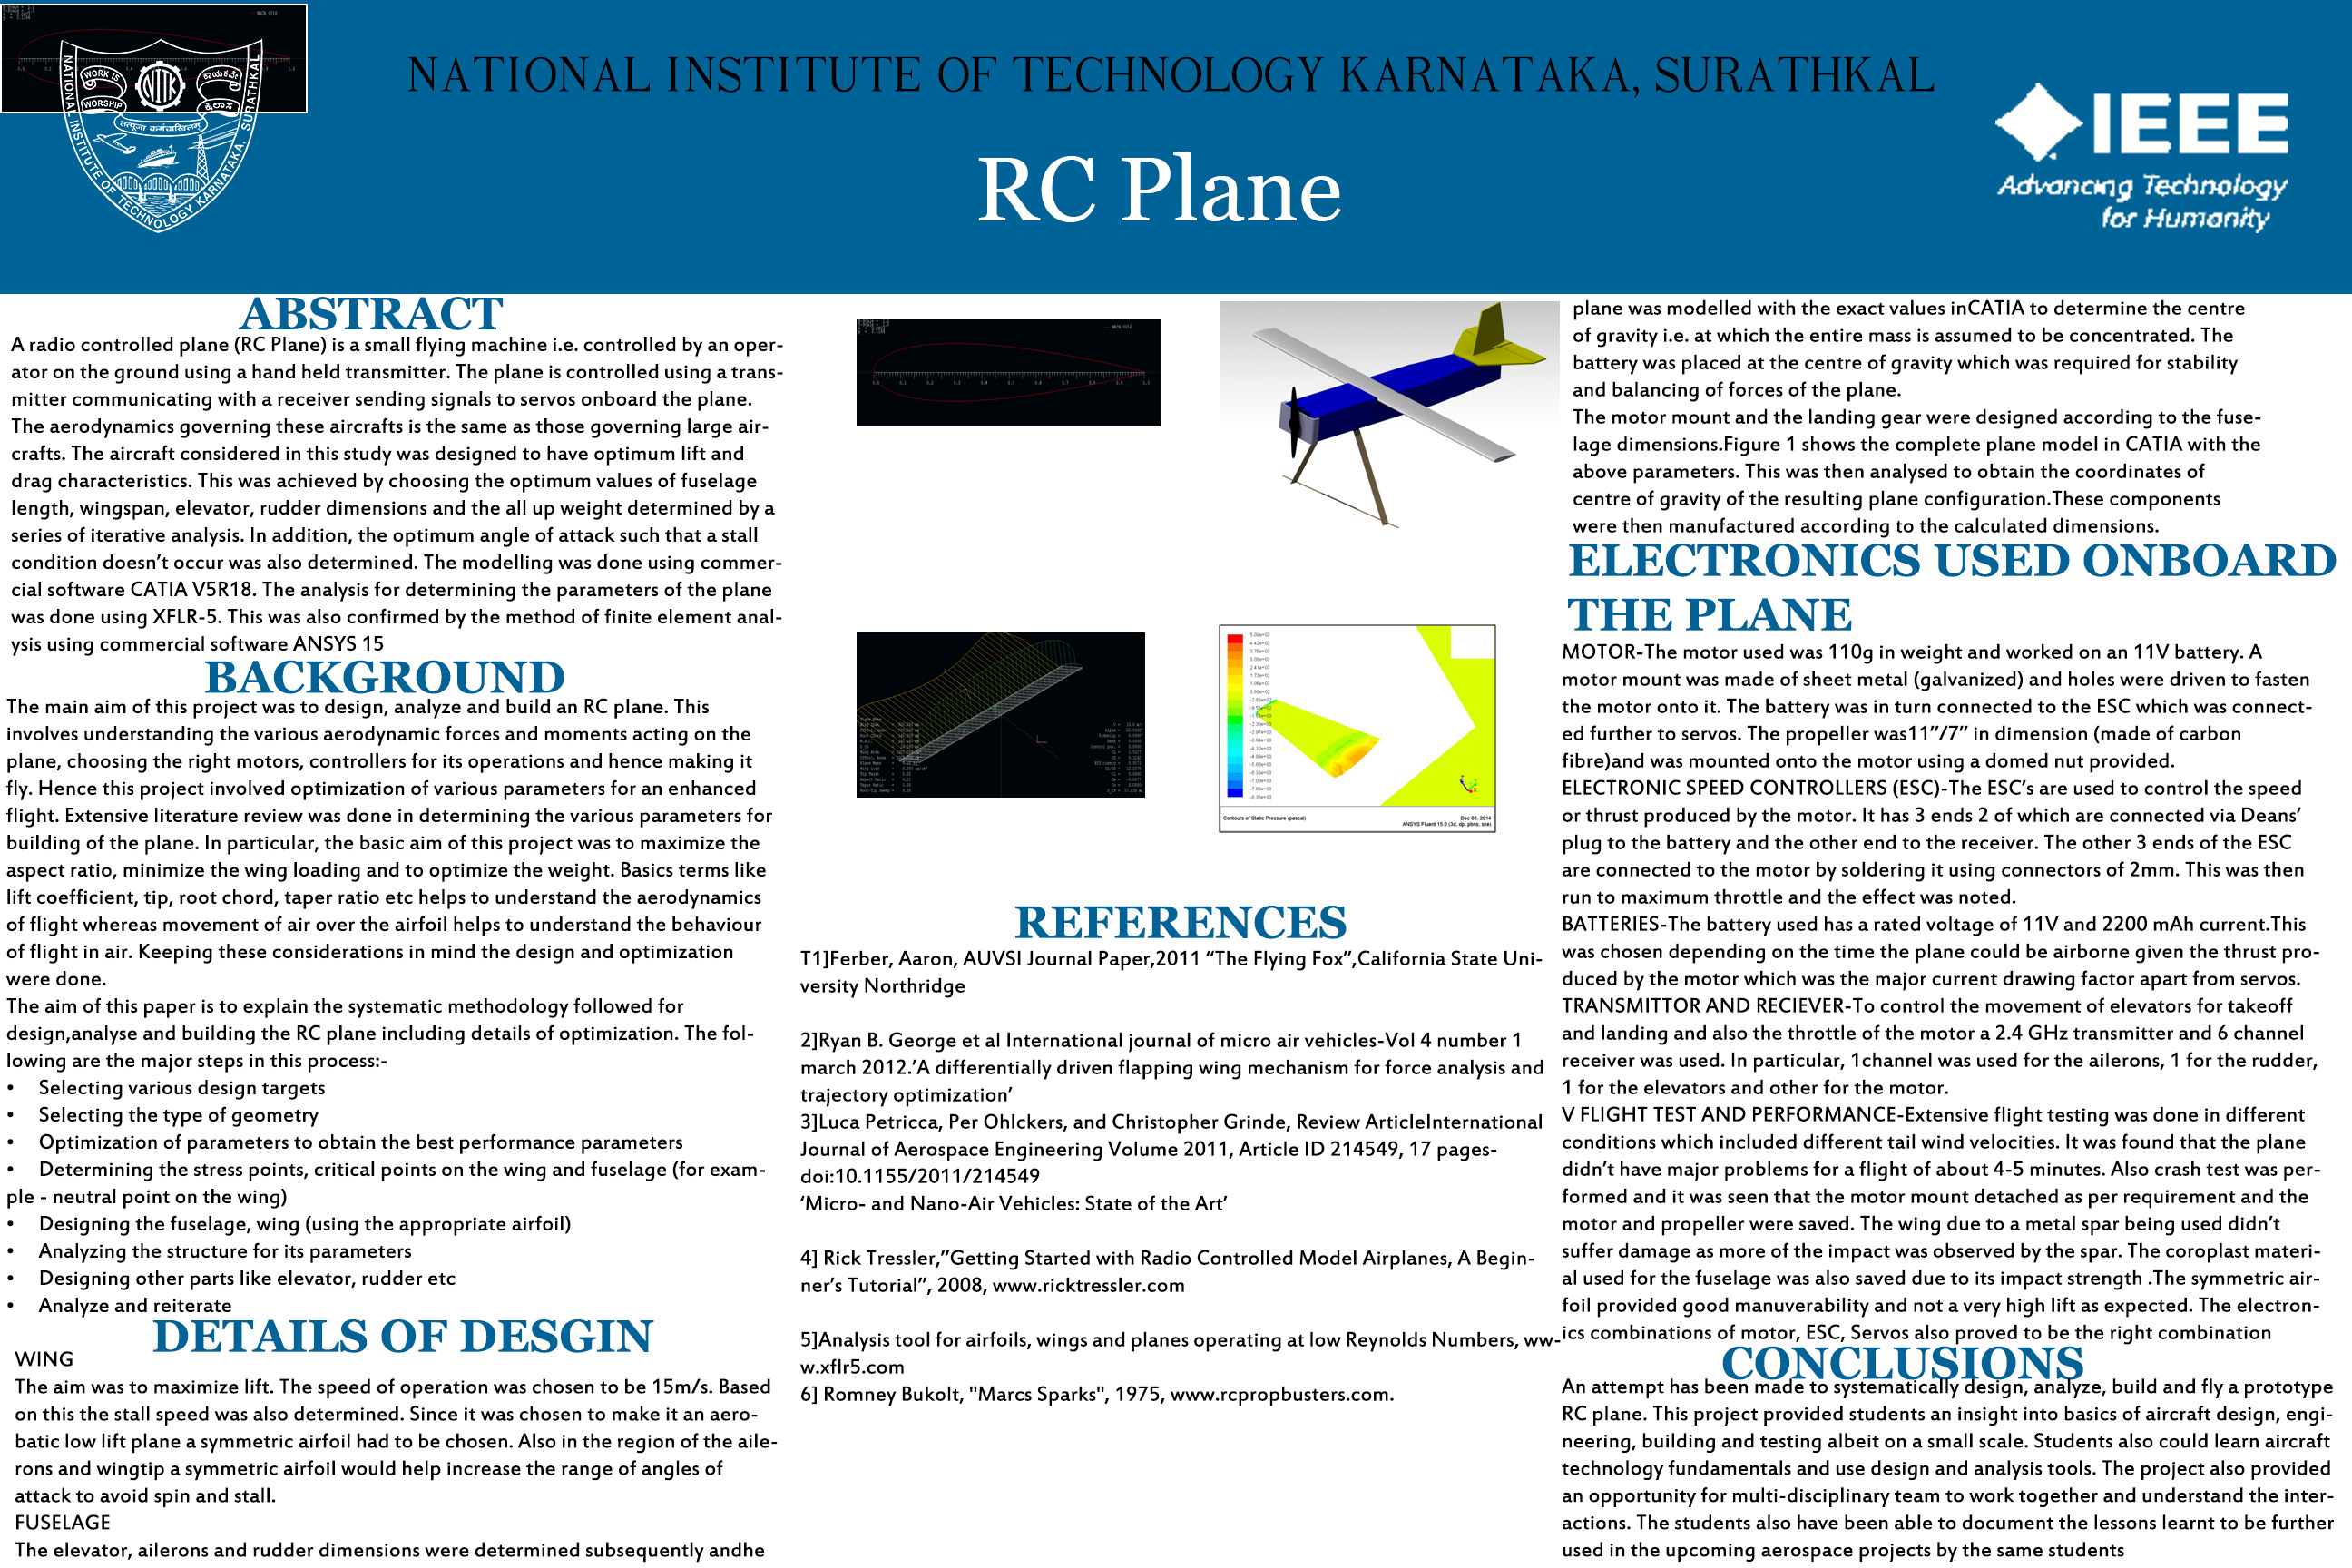 NATIONAL INSTITUTE OF TECHNOLOGY KARNATAKA, SURATHKAL
WORK IS
WORSHIP
NITK
ಕಾಯಕವೇ
ಕೈಲಾಸ
NATIONAL INSTITUTE OF TECHNOLOGY KARNATAKA, SURATHKAL
RC Plane
IEEE
Advancing Technology
for Humanity
ABSTRACT
A radio controlled plane (RC Plane) is a small flying machine i.e. controlled by an oper-
ator on the ground using a hand held transmitter. The plane is controlled using a trans-
mitter communicating with a receiver sending signals to servos onboard the plane.
The aerodynamics governing these aircrafts is the same as those governing large air-
crafts. The aircraft considered in this study was designed to have optimum lift and
drag characteristics. This was achieved by choosing the optimum values of fuselage
length, wingspan, elevator, rudder dimensions and the all up weight determined by a
series of iterative analysis. In addition, the optimum angle of attack such that a stall
condition doesn’t occur was also determined. The modelling was done using commer-
cial software CATIA V5R18. The analysis for determining the parameters of the plane
was done using XFLR-5. This was also confirmed by the method of finite element anal-
ysis using commercial software ANSYS 15
BACKGROUND
The main aim of this project was to design, analyze and build an RC plane. This
involves understanding the various aerodynamic forces and moments acting on the
plane, choosing the right motors, controllers for its operations and hence making it
fly. Hence this project involved optimization of various parameters for an enhanced
flight. Extensive literature review was done in determining the various parameters for
building of the plane. In particular, the basic aim of this project was to maximize the
aspect ratio, minimize the wing loading and to optimize the weight. Basics terms like
lift coefficient, tip, root chord, taper ratio etc helps to understand the aerodynamics
of flight whereas movement of air over the airfoil helps to understand the behaviour
of flight in air. Keeping these considerations in mind the design and optimization
were done.
The aim of this paper is to explain the systematic methodology followed for
design,analyse and building the RC plane including details of optimization. The fol-
lowing are the major steps in this process:-
• Selecting various design targets
• Selecting the type of geometry
• Optimization of parameters to obtain the best performance parameters
• Determining the stress points, critical points on the wing and fuselage (for exam-
ple - neutral point on the wing)
• Designing the fuselage, wing (using the appropriate airfoil)
• Analyzing the structure for its parameters
• Designing other parts like elevator, rudder etc
• Analyze and reiterate
DETAILS OF DESGIN
WING
The aim was to maximize lift. The speed of operation was chosen to be 15m/s. Based
on this the stall speed was also determined. Since it was chosen to make it an aero-
batic low lift plane a symmetric airfoil had to be chosen. Also in the region of the aile-
rons and wingtip a symmetric airfoil would help increase the range of angles of
attack to avoid spin and stall.
FUSELAGE
The elevator, ailerons and rudder dimensions were determined subsequently andhe
Contours of Static Pressure (pascal)
Dec 08, 2014
ANSYS Fluent 15.0 (3d, dp, pbns, ske)
REFERENCES
T1]Ferber, Aaron, AUVSI Journal Paper,2011 “The Flying Fox”,California State Uni-
versity Northridge
2]Ryan B. George et al International journal of micro air vehicles-Vol 4 number 1
march 2012.’A differentially driven flapping wing mechanism for force analysis and
trajectory optimization’
3]Luca Petricca, Per Ohlckers, and Christopher Grinde, Review ArticleInternational
Journal of Aerospace Engineering Volume 2011, Article ID 214549, 17 pages-
doi:10.1155/2011/214549
‘Micro- and Nano-Air Vehicles: State of the Art’
4] Rick Tressler,”Getting Started with Radio Controlled Model Airplanes, A Begin-
ner’s Tutorial”, 2008, www.ricktressler.com
5]Analysis tool for airfoils, wings and planes operating at low Reynolds Numbers, ww-
w.xflr5.com
6] Romney Bukolt, "Marcs Sparks", 1975, www.rcpropbusters.com.
plane was modelled with the exact values inCATIA to determine the centre
of gravity i.e. at which the entire mass is assumed to be concentrated. The
battery was placed at the centre of gravity which was required for stability
and balancing of forces of the plane.
The motor mount and the landing gear were designed according to the fuse-
lage dimensions.Figure 1 shows the complete plane model in CATIA with the
above parameters. This was then analysed to obtain the coordinates of
centre of gravity of the resulting plane configuration.These components
were then manufactured according to the calculated dimensions.
ELECTRONICS USED ONBOARD
THE PLANE
MOTOR-The motor used was 110g in weight and worked on an 11V battery. A
motor mount was made of sheet metal (galvanized) and holes were driven to fasten
the motor onto it. The battery was in turn connected to the ESC which was connect-
ed further to servos. The propeller was11”/7” in dimension (made of carbon
fibre)and was mounted onto the motor using a domed nut provided.
ELECTRONIC SPEED CONTROLLERS (ESC)-The ESC’s are used to control the speed
or thrust produced by the motor. It has 3 ends 2 of which are connected via Deans’
plug to the battery and the other end to the receiver. The other 3 ends of the ESC
are connected to the motor by soldering it using connectors of 2mm. This was then
run to maximum throttle and the effect was noted.
BATTERIES-The battery used has a rated voltage of 11V and 2200 mAh current.This
was chosen depending on the time the plane could be airborne given the thrust pro-
duced by the motor which was the major current drawing factor apart from servos.
TRANSMITTOR AND RECIEVER-To control the movement of elevators for takeoff
and landing and also the throttle of the motor a 2.4 GHz transmitter and 6 channel
receiver was used. In particular, 1channel was used for the ailerons, 1 for the rudder,
1 for the elevators and other for the motor.
V FLIGHT TEST AND PERFORMANCE-Extensive flight testing was done in different
conditions which included different tail wind velocities. It was found that the plane
didn’t have major problems for a flight of about 4-5 minutes. Also crash test was per-
formed and it was seen that the motor mount detached as per requirement and the
motor and propeller were saved. The wing due to a metal spar being used didn’t
suffer damage as more of the impact was observed by the spar. The coroplast materi-
al used for the fuselage was also saved due to its impact strength .The symmetric air-
foil provided good manuverability and not a very high lift as expected. The electron-
ics combinations of motor, ESC, Servos also proved to be the right combination
CONCLUSIONS
An attempt has been made to systematically design, analyze, build and fly a prototype
RC plane. This project provided students an insight into basics of aircraft design, engi-
neering, building and testing albeit on a small scale. Students also could learn aircraft
technology fundamentals and use design and analysis tools. The project also provided
an opportunity for multi-disciplinary team to work together and understand the inter-
actions. The students also have been able to document the lessons learnt to be further
used in the upcoming aerospace projects by the same students